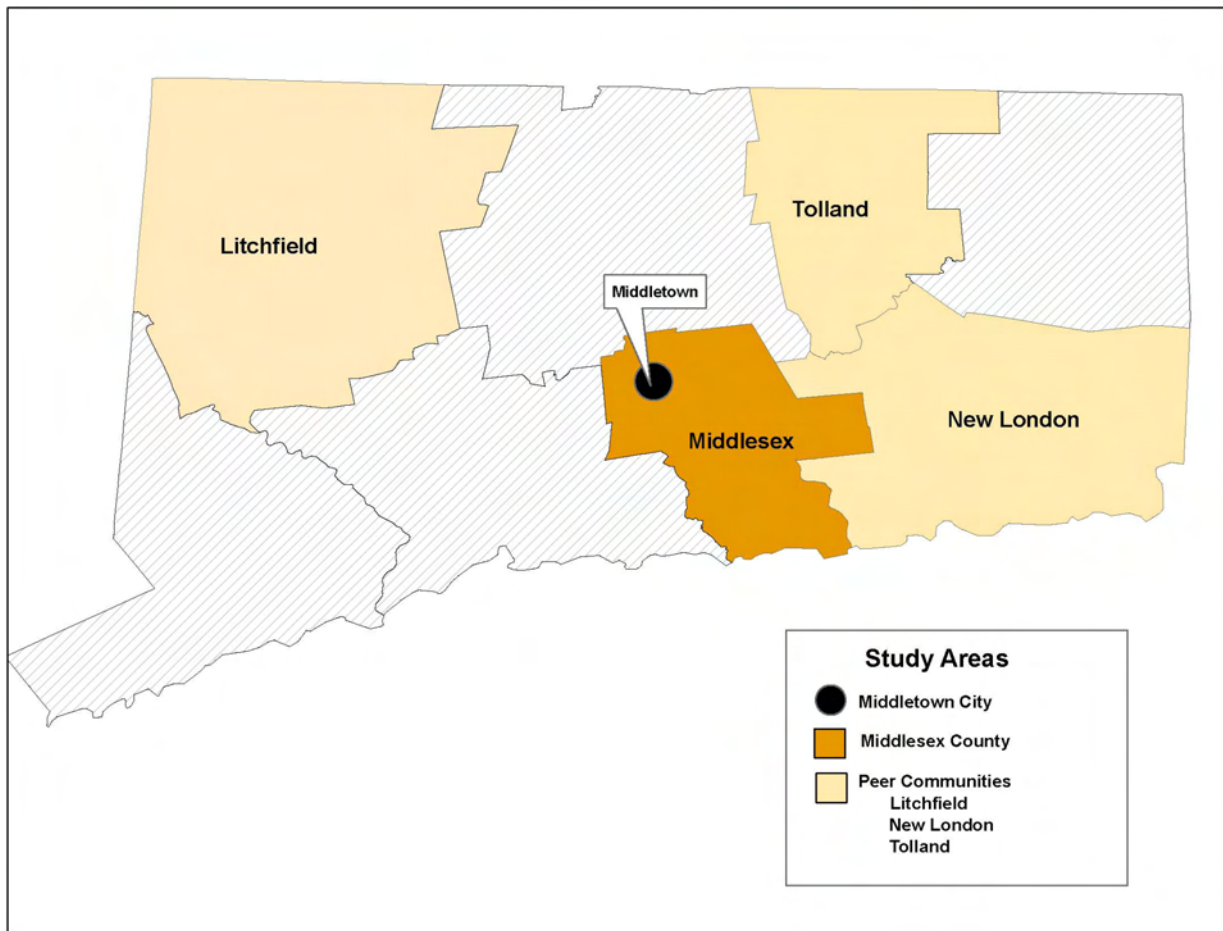 Tolland
Litchfield
Middletown
New London
Middlesex
Study Areas
Middletown City
Middlesex County
Peer Communities
Litchfield
New London
Tolland